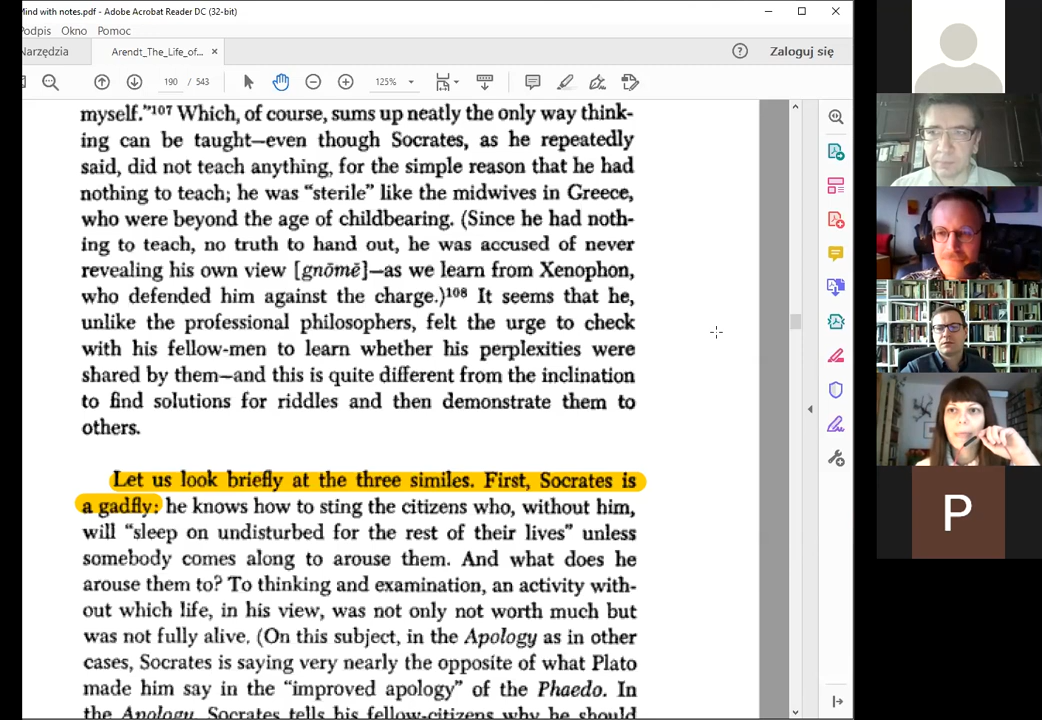 Mind with notes.pdf - Adobe Acrobat Reader DC (32-bit)
Podpis Okno Pomoc
Narzędzia Arendt_The_Life_of... × Zaloguj się
190 / 543 125%
myself."107 Which, of course, sums up neatly the only way think-
ing can be taught—even though Socrates, as he repeatedly
said, did not teach anything, for the simple reason that he had
nothing to teach; he was "sterile" like the midwives in Greece,
who were beyond the age of childbearing. (Since he had noth-
ing to teach, no truth to hand out, he was accused of never
revealing his own view [gnōmē]—as we learn from Xenophon,
who defended him against the charge.)108 It seems that he,
unlike the professional philosophers, felt the urge to check
with his fellow-men to learn whether his perplexities were
shared by them—and this is quite different from the inclination
to find solutions for riddles and then demonstrate them to
others.
Let us look briefly at the three similes. First, Socrates is
a gadfly: he knows how to sting the citizens who, without him,
will "sleep on undisturbed for the rest of their lives" unless
somebody comes along to arouse them. And what does he
arouse them to? To thinking and examination, an activity with-
out which life, in his view, was not only not worth much but
was not fully alive. (On this subject, in the Apology as in other
cases, Socrates is saying very nearly the opposite of what Plato
made him say in the "improved apology" of the Phaedo. In
the Apology, Socrates tells his fellow-citizens why he should
P